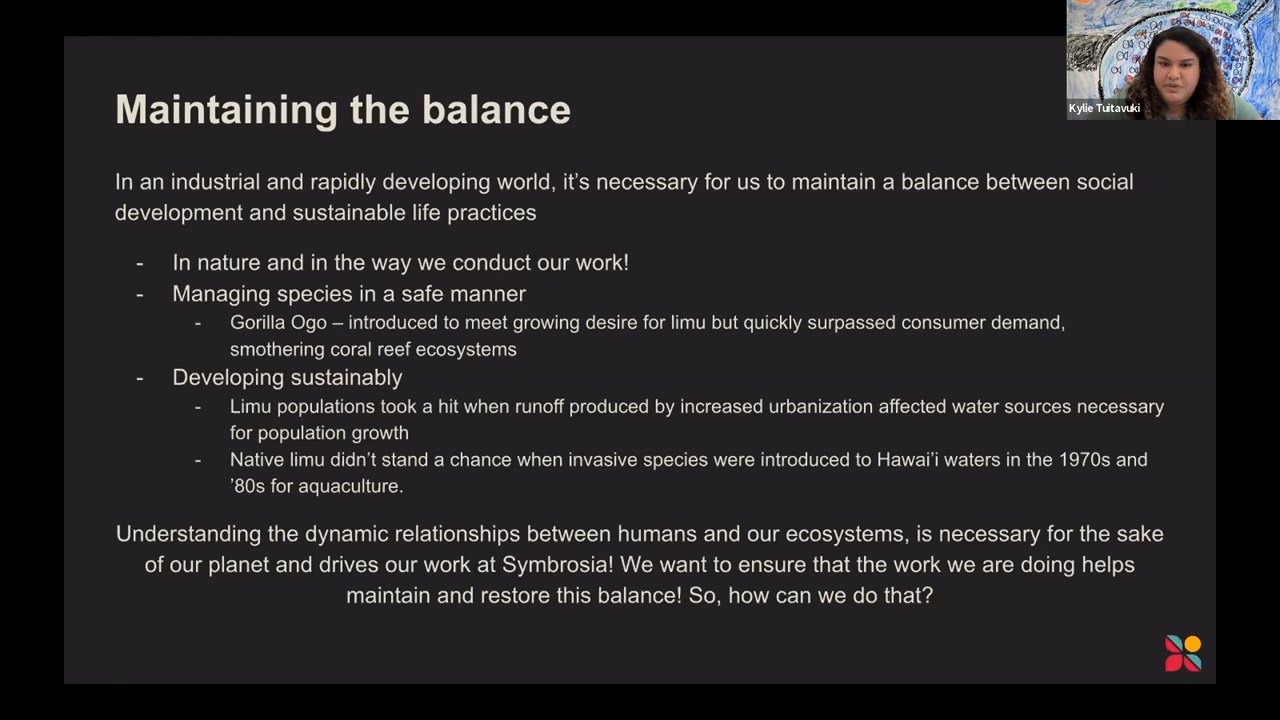 Maintaining the balance
Kylie Tuitavuki
In an industrial and rapidly developing world, it’s necessary for us to maintain a balance between social
development and sustainable life practices
- In nature and in the way we conduct our work!
- Managing species in a safe manner
- Gorilla Ogo – introduced to meet growing desire for limu but quickly surpassed consumer demand,
smothering coral reef ecosystems
- Developing sustainably
- Limu populations took a hit when runoff produced by increased urbanization affected water sources necessary
for population growth
- Native limu didn’t stand a chance when invasive species were introduced to Hawai’i waters in the 1970s and
’80s for aquaculture.
Understanding the dynamic relationships between humans and our ecosystems, is necessary for the sake
of our planet and drives our work at Symbrosia! We want to ensure that the work we are doing helps
maintain and restore this balance! So, how can we do that?